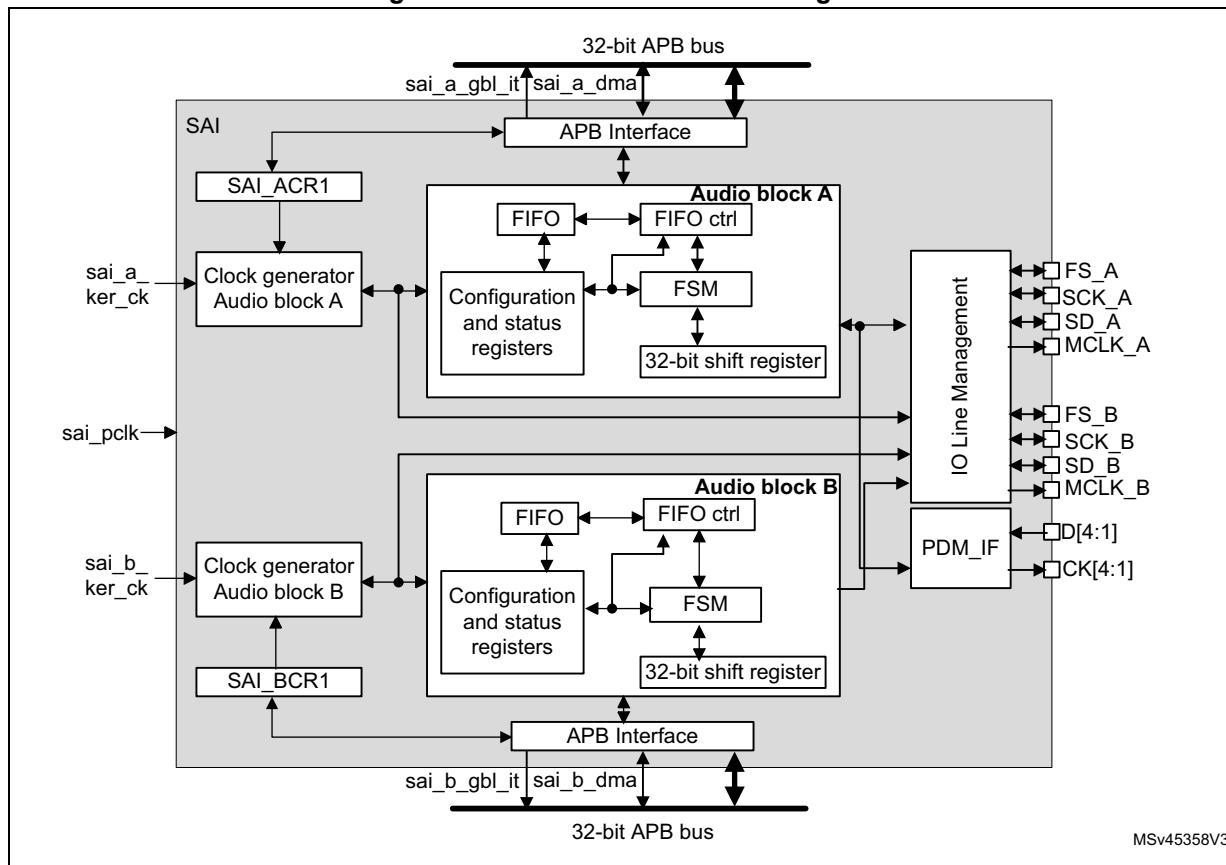 32-bit APB bus
sai_a_gbl_it sai_a_dma
SAI
APB Interface
SAI_ACR1
Audio block A
FIFO
FIFO ctrl
sai_a_
ker_ck
Clock generator
Audio block A
Configuration
and status
registers
FSM
32-bit shift register
IO Line Management
FS_A
SCK_A
SD_A
MCLK_A
sai_pclk
FS_B
SCK_B
SD_B
MCLK_B
Audio block B
FIFO
FIFO ctrl
sai_b_
ker_ck
Clock generator
Audio block B
Configuration
and status
registers
FSM
32-bit shift register
PDM_IF
D[4:1]
CK[4:1]
SAI_BCR1
APB Interface
sai_b_gbl_it sai_b_dma
32-bit APB bus
MSv45358V3